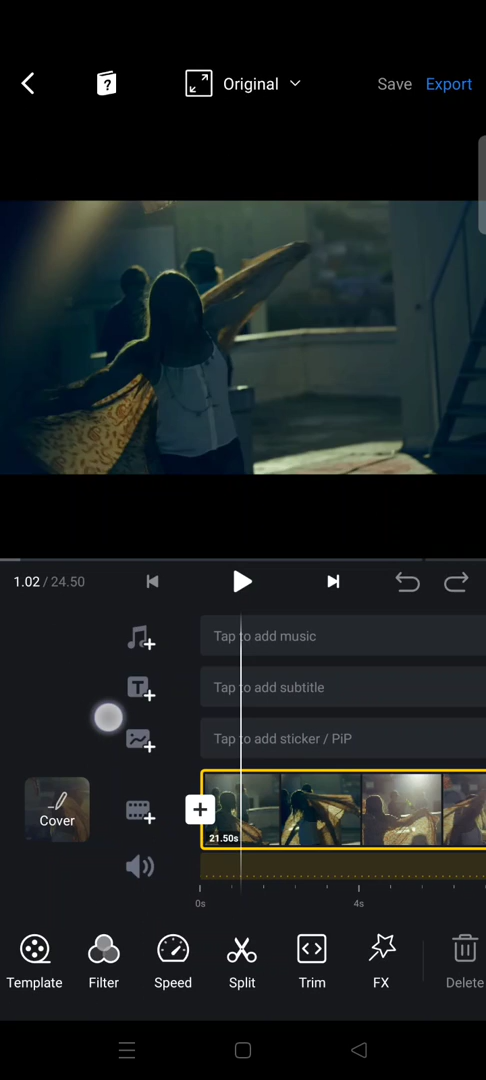 ?
Original
Save
Export
1.02 / 24.50
Tap to add music
T
Tap to add subtitle
Tap to add sticker / PiP
Cover
21.50s
0s
4s
Template
Filter
Speed
Split
Trim
FX
Delete